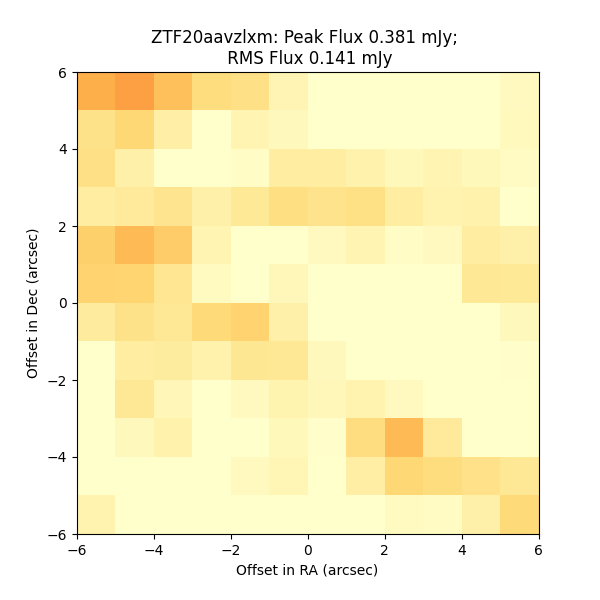 ZTF20aavzlxm: Peak Flux 0.381 mJy;
RMS Flux 0.141 mJy
6
4
2
0
−2
−4
−6
Offset in Dec (arcsec)
−6 −4 −2 0 2 4 6
Offset in RA (arcsec)